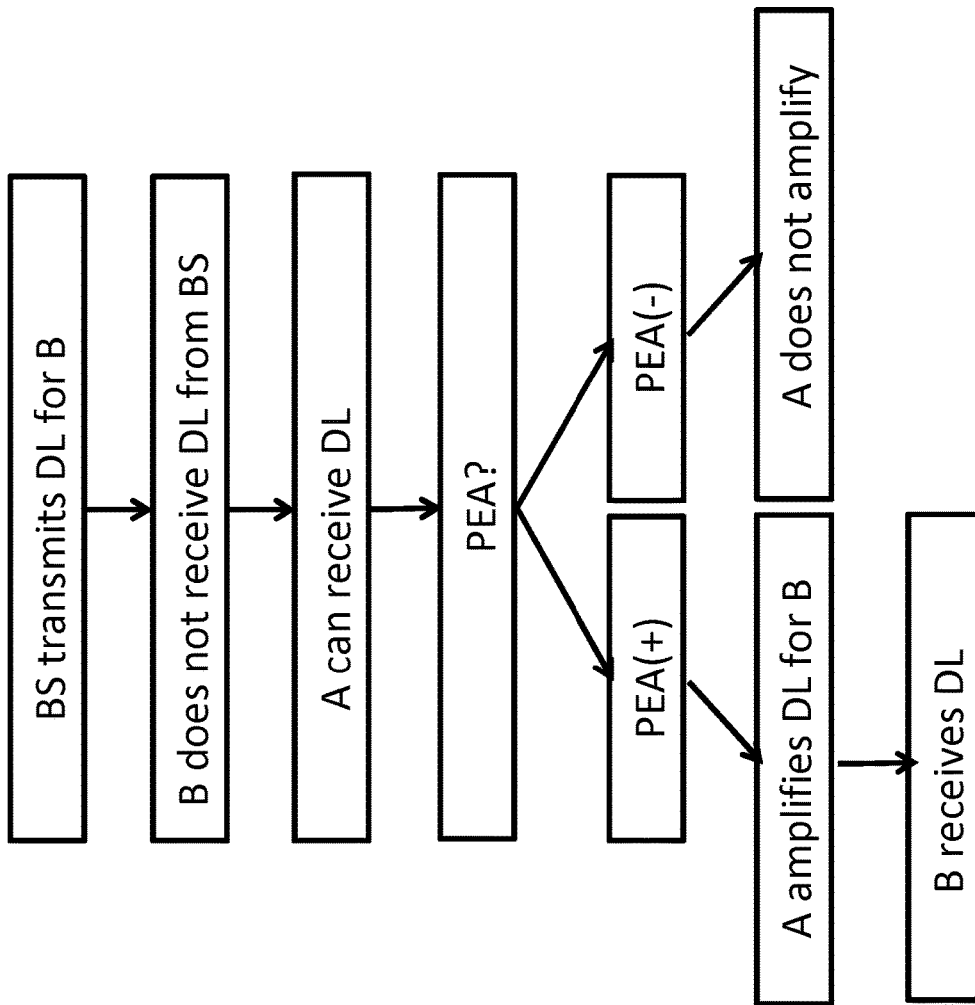 BS transmits DL for B
B does not receive DL from BS
A can receive DL
PEA?
PEA(+)
PEA(-)
A amplifies DL for B
A does not amplify
B receives DL